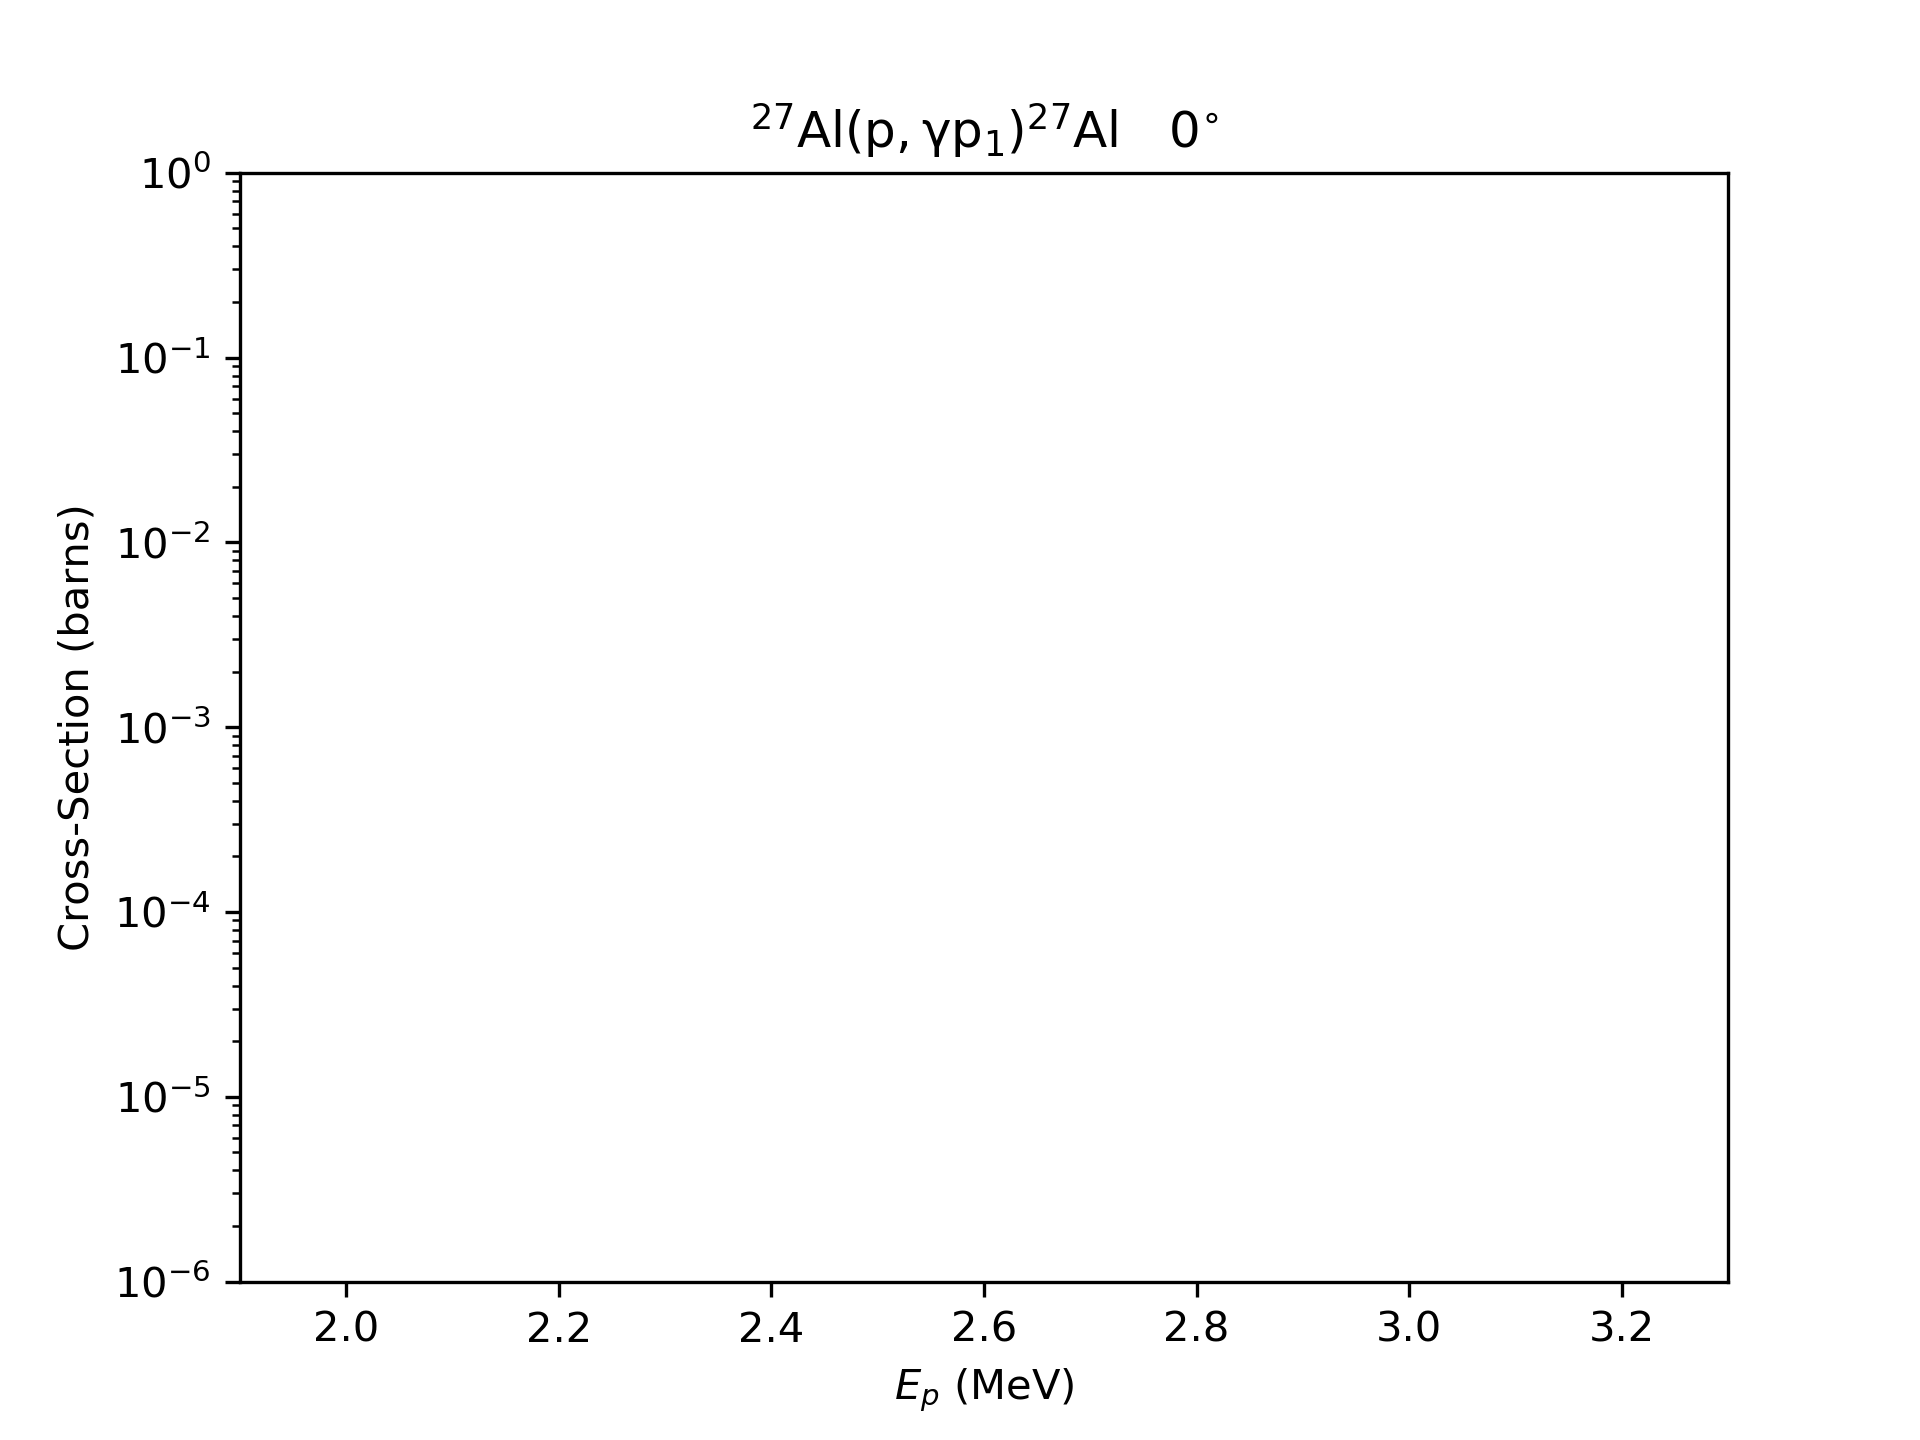 ²⁷Al(p, γp₁)²⁷Al 0°
10⁰
10⁻¹
10⁻²
10⁻³
10⁻⁴
10⁻⁵
10⁻⁶
Cross-Section (barns)
2.0 2.2 2.4 2.6 2.8 3.0 3.2
Eₚ (MeV)